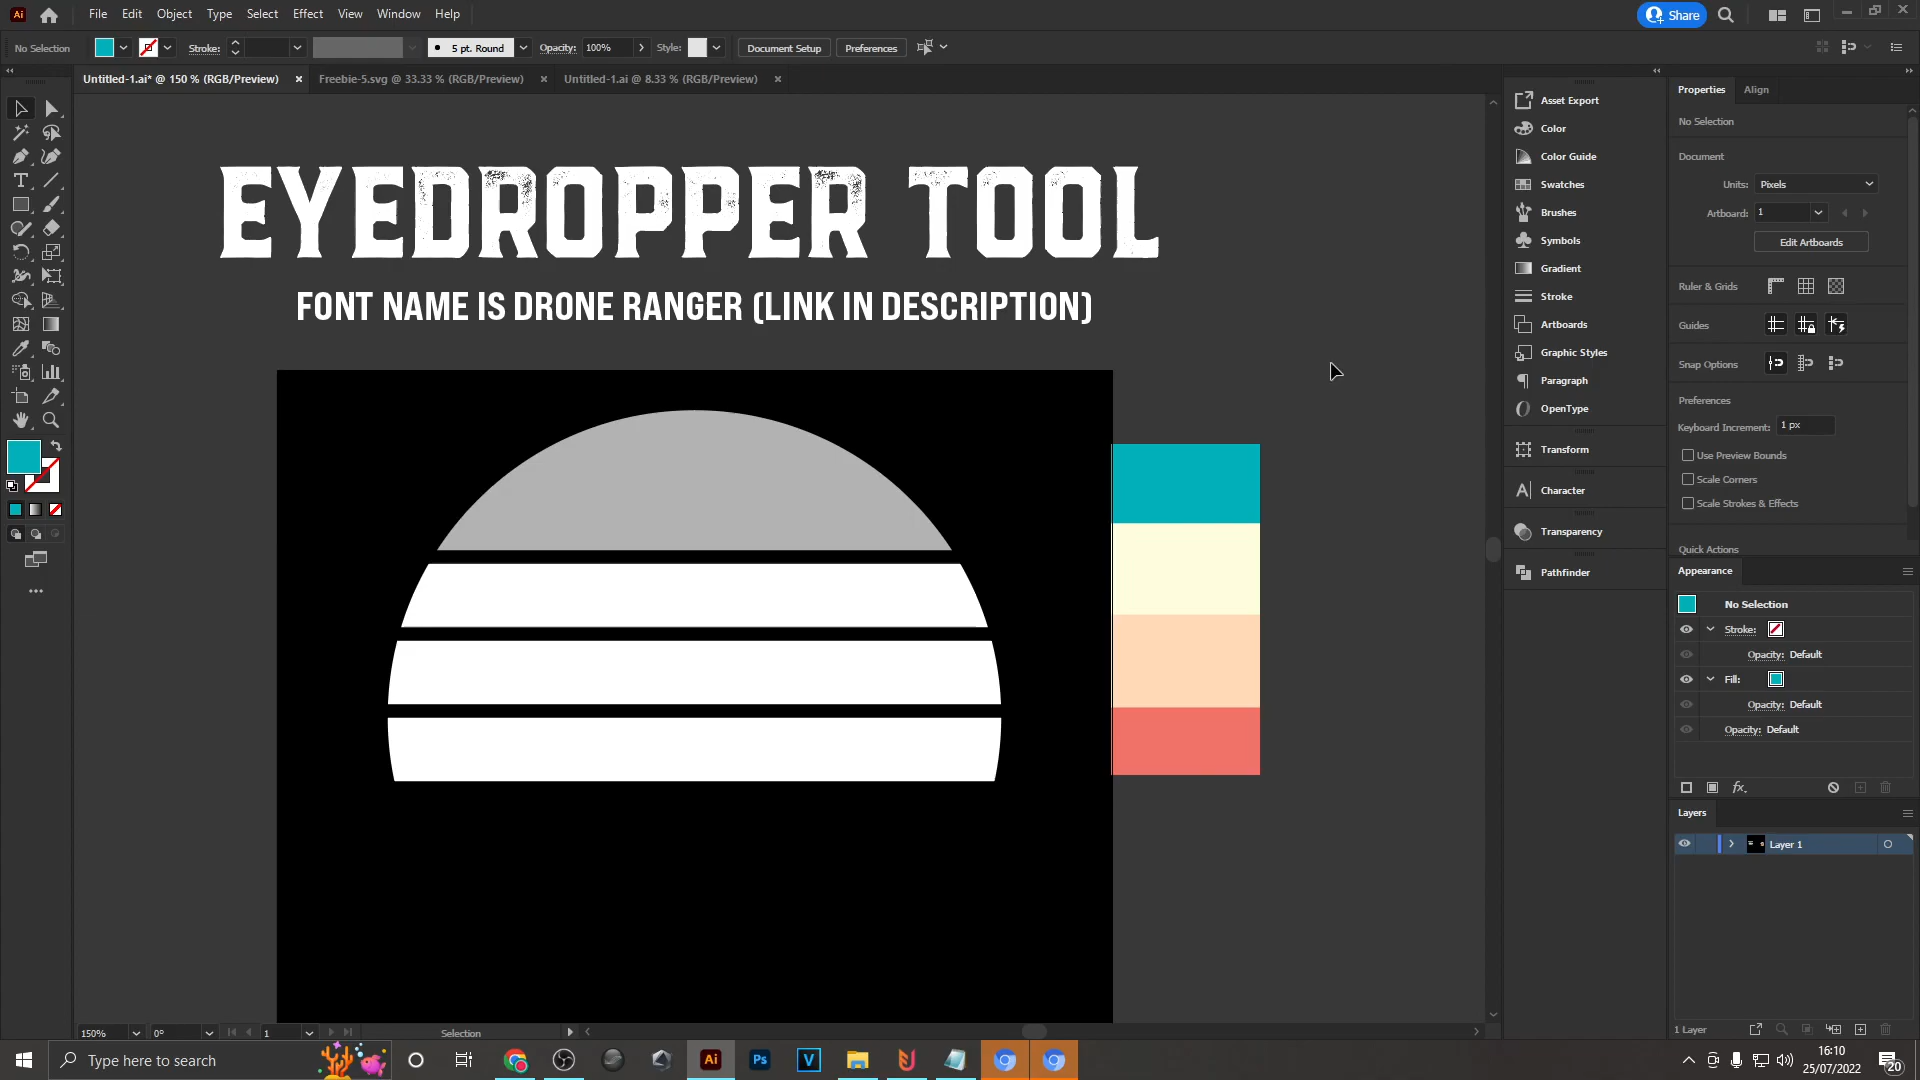 Ai File Edit Object Type Select Effect View Window Help Share
No Selection Stroke: 5 pt. Round Opacity: 100% Style: Document Setup Preferences
Untitled-1.ai* @ 150 % (RGB/Preview) × Freebie-5.svg @ 33.33 % (RGB/Preview) × Untitled-1.ai @ 8.33 % (RGB/Preview) ×
EYEDROPPER TOOL
FONT NAME IS DRONE RANGER (LINK IN DESCRIPTION)
Asset Export
Color
Color Guide
Swatches
Brushes
Symbols
Gradient
Stroke
Artboards
Graphic Styles
Paragraph
OpenType
Transform
Character
Transparency
Pathfinder
Properties Align
No Selection
Document
Units: Pixels
Artboard: 1
Edit Artboards
Ruler & Grids
Guides
Snap Options
Preferences
Keyboard Increment: 1 px
Use Preview Bounds
Scale Corners
Scale Strokes & Effects
Quick Actions
Appearance
No Selection
Stroke:
Opacity: Default
Fill:
Opacity: Default
Opacity: Default
fx
Layers
Layer 1
1 Layer
150% 0° 1 Selection
Type here to search
Ai Ps V
16:10
25/07/2022
20